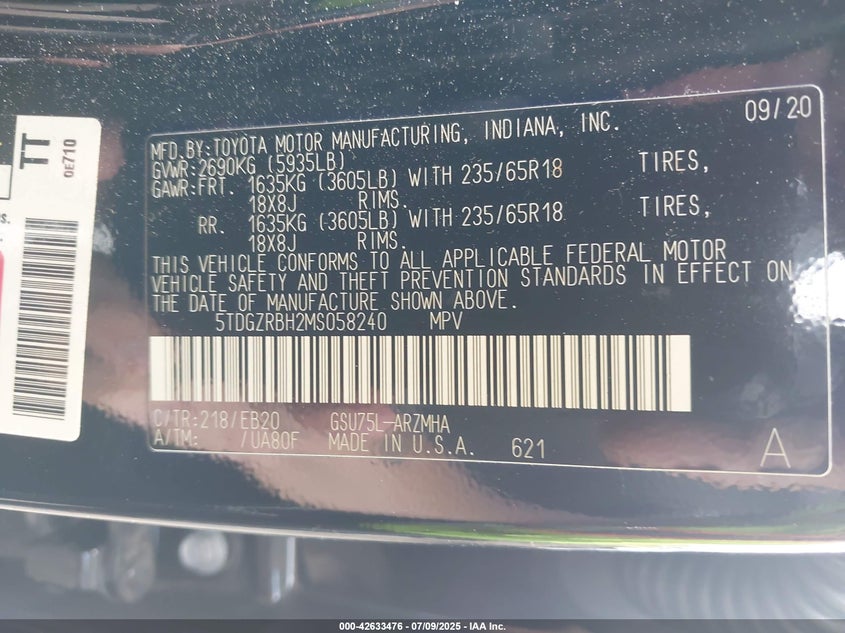 TT
0E710
s.
09/20
MFD.BY:TOYOTA MOTOR MANUFACTURING, INDIANA, INC.
GVWR:2690KG (5935LB)
GAWR:FRT. 1635KG (3605LB) WITH 235/65R18 TIRES,
18X8J RIMS.
RR. 1635KG (3605LB) WITH 235/65R18 TIRES,
18X8J RIMS.
THIS VEHICLE CONFORMS TO ALL APPLICABLE FEDERAL MOTOR
VEHICLE SAFETY AND THEFT PREVENTION STANDARDS IN EFFECT ON
THE DATE OF MANUFACTURE SHOWN ABOVE.
5TDGZRBH2MS058240 MPV
C/TR:218/EB20 GSU75L-ARZMHA
A/TM: /UA80F MADE IN U.S.A. 621
A
000-42633476 - 07/09/2025 - IAA Inc.